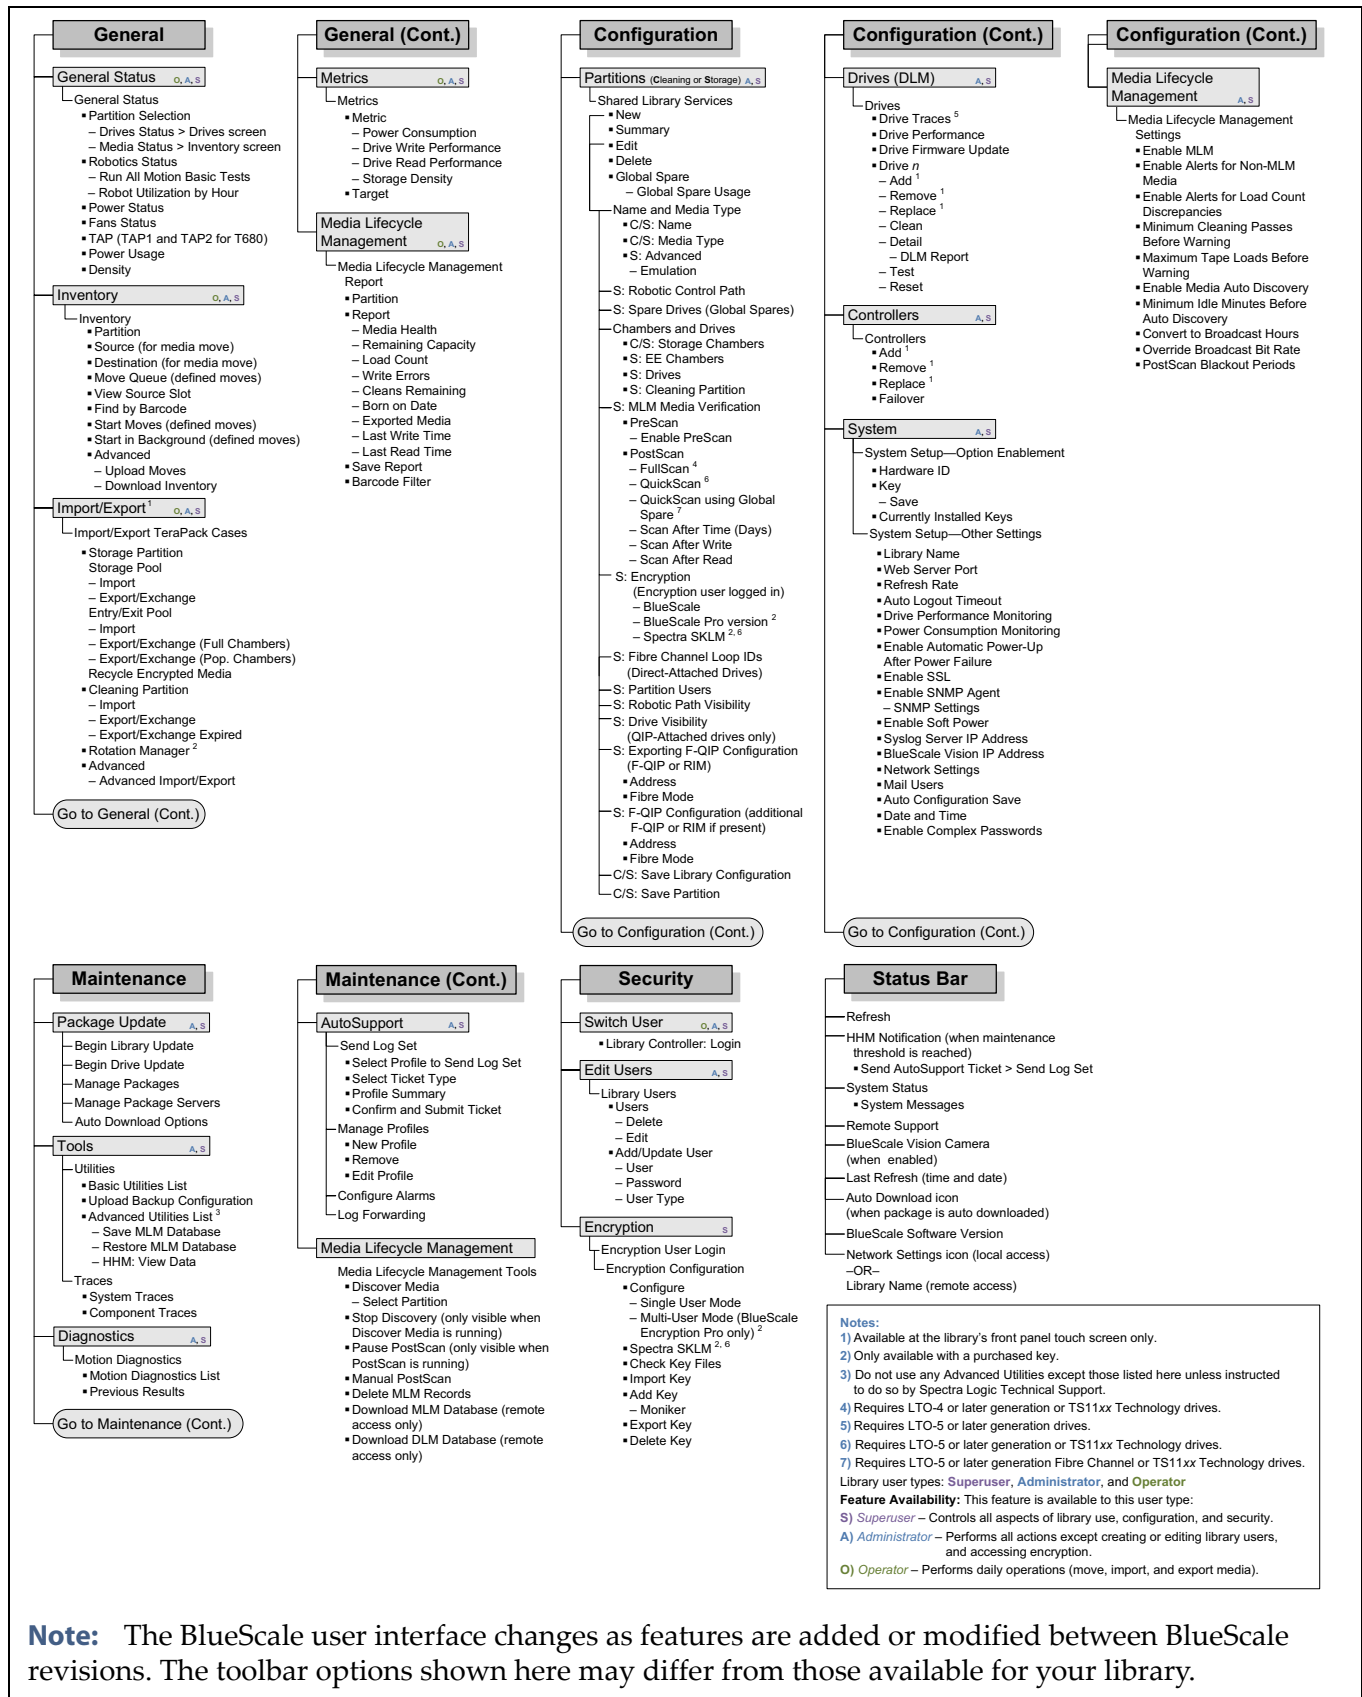 General
General Status O, A, S
General Status
▪ Partition Selection
– Drives Status > Drives screen
– Media Status > Inventory screen
▪ Robotics Status
– Run All Motion Basic Tests
– Robot Utilization by Hour
▪ Power Status
▪ Fans Status
▪ TAP (TAP1 and TAP2 for T680)
▪ Power Usage
▪ Density
Inventory O, A, S
Inventory
▪ Partition
▪ Source (for media move)
▪ Destination (for media move)
▪ Move Queue (defined moves)
▪ View Source Slot
▪ Find by Barcode
▪ Start Moves (defined moves)
▪ Start in Background (defined moves)
▪ Advanced
– Upload Moves
– Download Inventory
Import/Export 1 O, A, S
Import/Export TeraPack Cases
▪ Storage Partition
Storage Pool
– Import
– Export/Exchange
Entry/Exit Pool
– Import
– Export/Exchange (Full Chambers)
– Export/Exchange (Pop. Chambers)
Recycle Encrypted Media
▪ Cleaning Partition
– Import
– Export/Exchange
– Export/Exchange Expired
▪ Rotation Manager 2
▪ Advanced
– Advanced Import/Export
Go to General (Cont.)
General (Cont.)
Metrics O, A, S
Metrics
▪ Metric
– Power Consumption
– Drive Write Performance
– Drive Read Performance
– Storage Density
▪ Target
Media Lifecycle
Management O, A, S
Media Lifecycle Management
Report
▪ Partition
▪ Report
– Media Health
– Remaining Capacity
– Load Count
– Write Errors
– Cleans Remaining
– Born on Date
– Exported Media
– Last Write Time
– Last Read Time
▪ Save Report
▪ Barcode Filter
Configuration
Partitions (Cleaning or Storage) A, S
Shared Library Services
▪ New
▪ Summary
▪ Edit
▪ Delete
▪ Global Spare
– Global Spare Usage
Name and Media Type
▪ C/S: Name
▪ C/S: Media Type
▪ S: Advanced
– Emulation
S: Robotic Control Path
S: Spare Drives (Global Spares)
Chambers and Drives
▪ C/S: Storage Chambers
▪ S: EE Chambers
▪ S: Drives
▪ S: Cleaning Partition
S: MLM Media Verification
▪ PreScan
– Enable PreScan
▪ PostScan
– FullScan 4
– QuickScan 6
– QuickScan using Global
Spare 7
– Scan After Time (Days)
– Scan After Write
– Scan After Read
S: Encryption
(Encryption user logged in)
– BlueScale
– BlueScale Pro version 2
– Spectra SKLM 2, 6
S: Fibre Channel Loop IDs
(Direct-Attached Drives)
S: Partition Users
S: Robotic Path Visibility
S: Drive Visibility
(QIP-Attached drives only)
S: Exporting F-QIP Configuration
(F-QIP or RIM)
▪ Address
▪ Fibre Mode
S: F-QIP Configuration (additional
F-QIP or RIM if present)
▪ Address
▪ Fibre Mode
C/S: Save Library Configuration
C/S: Save Partition
Go to Configuration (Cont.)
Configuration (Cont.)
Drives (DLM) A, S
Drives
▪ Drive Traces 5
▪ Drive Performance
▪ Drive Firmware Update
▪ Drive n
– Add 1
– Remove 1
– Replace 1
– Clean
– Detail
– DLM Report
– Test
– Reset
Controllers A, S
Controllers
▪ Add 1
▪ Remove 1
▪ Replace 1
▪ Failover
System A, S
System Setup—Option Enablement
▪ Hardware ID
▪ Key
– Save
▪ Currently Installed Keys
System Setup—Other Settings
▪ Library Name
▪ Web Server Port
▪ Refresh Rate
▪ Auto Logout Timeout
▪ Drive Performance Monitoring
▪ Power Consumption Monitoring
▪ Enable Automatic Power-Up
After Power Failure
▪ Enable SSL
▪ Enable SNMP Agent
– SNMP Settings
▪ Enable Soft Power
▪ Syslog Server IP Address
▪ BlueScale Vision IP Address
▪ Network Settings
▪ Mail Users
▪ Auto Configuration Save
▪ Date and Time
▪ Enable Complex Passwords
Go to Configuration (Cont.)
Configuration (Cont.)
Media Lifecycle
Management A, S
Media Lifecycle Management
Settings
▪ Enable MLM
▪ Enable Alerts for Non-MLM
Media
▪ Enable Alerts for Load Count
Discrepancies
▪ Minimum Cleaning Passes
Before Warning
▪ Maximum Tape Loads Before
Warning
▪ Enable Media Auto Discovery
▪ Minimum Idle Minutes Before
Auto Discovery
▪ Convert to Broadcast Hours
▪ Override Broadcast Bit Rate
▪ PostScan Blackout Periods
Maintenance
Package Update A, S
Begin Library Update
Begin Drive Update
Manage Packages
Manage Package Servers
Auto Download Options
Tools A, S
Utilities
▪ Basic Utilities List
▪ Upload Backup Configuration
▪ Advanced Utilities List 3
– Save MLM Database
– Restore MLM Database
– HHM: View Data
Traces
▪ System Traces
▪ Component Traces
Diagnostics A, S
Motion Diagnostics
▪ Motion Diagnostics List
▪ Previous Results
Go to Maintenance (Cont.)
Maintenance (Cont.)
AutoSupport A, S
Send Log Set
▪ Select Profile to Send Log Set
▪ Select Ticket Type
▪ Profile Summary
▪ Confirm and Submit Ticket
Manage Profiles
▪ New Profile
▪ Remove
▪ Edit Profile
Configure Alarms
Log Forwarding
Media Lifecycle Management
Media Lifecycle Management Tools
▪ Discover Media
– Select Partition
▪ Stop Discovery (only visible when
Discover Media is running)
▪ Pause PostScan (only visible when
PostScan is running)
▪ Manual PostScan
▪ Delete MLM Records
▪ Download MLM Database (remote
access only)
▪ Download DLM Database (remote
access only)
Security
Switch User O, A, S
▪ Library Controller: Login
Edit Users A, S
Library Users
▪ Users
– Delete
– Edit
▪ Add/Update User
– User
– Password
– User Type
Encryption S
Encryption User Login
Encryption Configuration
▪ Configure
– Single User Mode
– Multi-User Mode (BlueScale
Encryption Pro only) 2
▪ Spectra SKLM 2, 6
▪ Check Key Files
▪ Import Key
▪ Add Key
– Moniker
▪ Export Key
▪ Delete Key
Status Bar
Refresh
HHM Notification (when maintenance
threshold is reached)
▪ Send AutoSupport Ticket > Send Log Set
System Status
▪ System Messages
Remote Support
BlueScale Vision Camera
(when enabled)
Last Refresh (time and date)
Auto Download icon
(when package is auto downloaded)
BlueScale Software Version
Network Settings icon (local access)
–OR–
Library Name (remote access)
Notes:
1) Available at the library's front panel touch screen only.
2) Only available with a purchased key.
3) Do not use any Advanced Utilities except those listed here unless instructed
to do so by Spectra Logic Technical Support.
4) Requires LTO-4 or later generation or TS11xx Technology drives.
5) Requires LTO-5 or later generation drives.
6) Requires LTO-5 or later generation or TS11xx Technology drives.
7) Requires LTO-5 or later generation Fibre Channel or TS11xx Technology drives.
Library user types: Superuser, Administrator, and Operator
Feature Availability: This feature is available to this user type:
S) Superuser – Controls all aspects of library use, configuration, and security.
A) Administrator – Performs all actions except creating or editing library users,
and accessing encryption.
O) Operator – Performs daily operations (move, import, and export media).
Note: The BlueScale user interface changes as features are added or modified between BlueScale
revisions. The toolbar options shown here may differ from those available for your library.